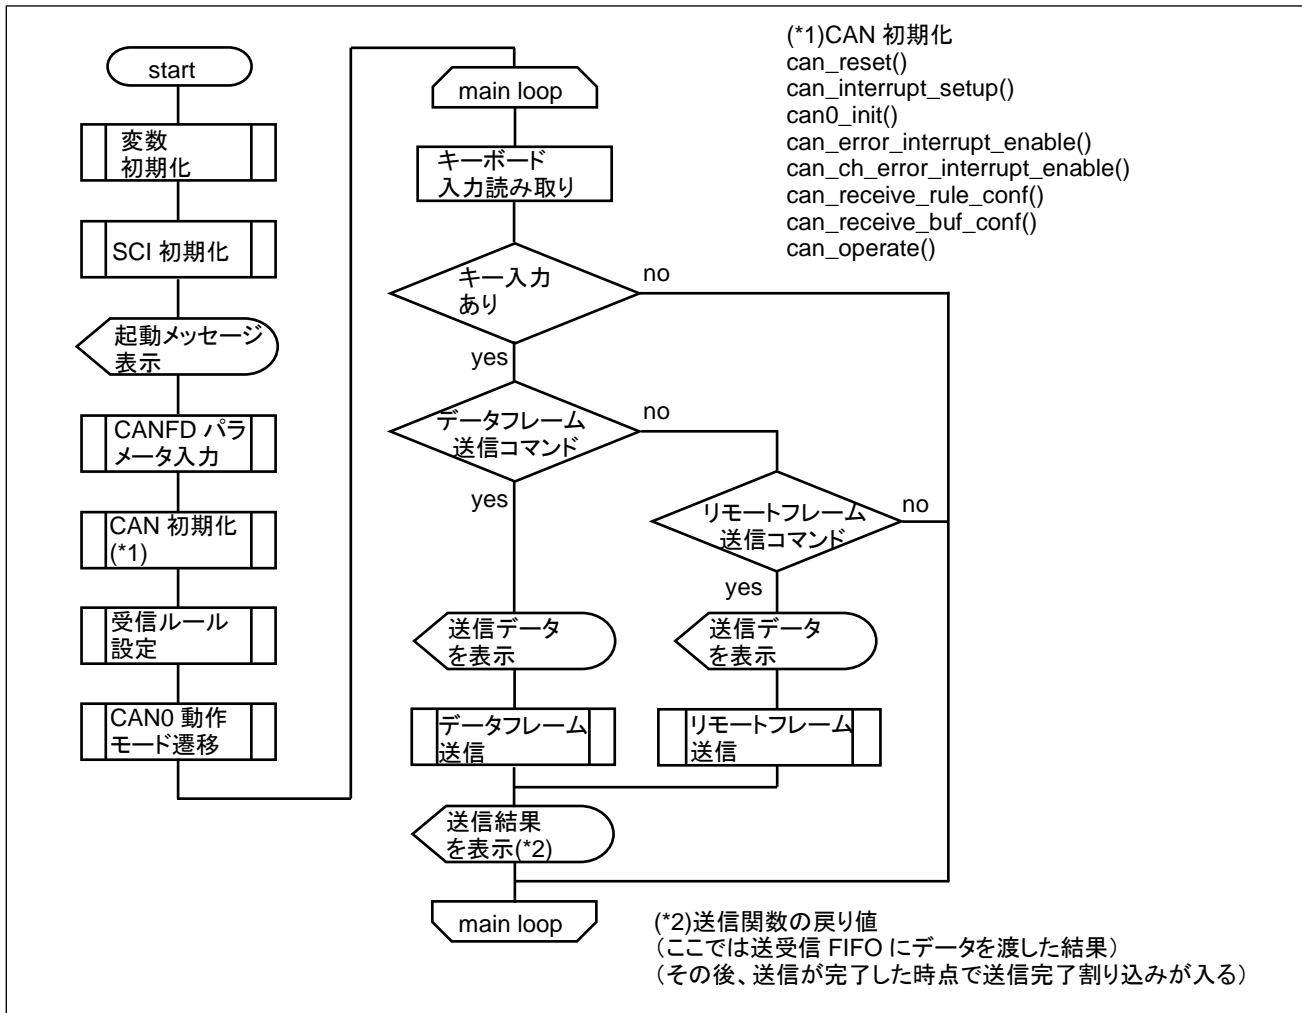 start
変数
初期化
SCI 初期化
起動メッセージ
表示
CANFD パラ
メータ入力
CAN 初期化
(*1)
受信ルール
設定
CAN0 動作
モード遷移
main loop
キーボード
入力読み取り
キー入力
あり
no
yes
データフレーム
送信コマンド
no
yes
リモートフレーム
送信コマンド
no
yes
送信データ
を表示
送信データ
を表示
データフレーム
送信
リモートフレーム
送信
送信結果
を表示(*2)
main loop
(*1)CAN 初期化
can_reset()
can_interrupt_setup()
can0_init()
can_error_interrupt_enable()
can_ch_error_interrupt_enable()
can_receive_rule_conf()
can_receive_buf_conf()
can_operate()
(*2)送信関数の戻り値
（ここでは送受信 FIFO にデータを渡した結果）
（その後、送信が完了した時点で送信完了割り込みが入る）